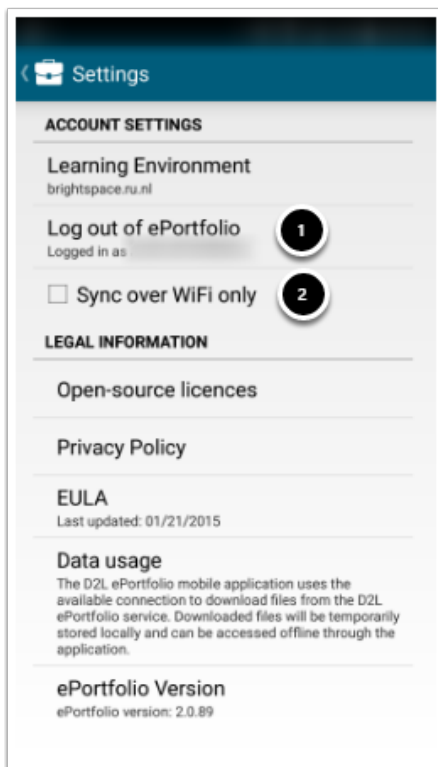 Settings
ACCOUNT SETTINGS
Learning Environment
brightspace.ru.nl
Log out of ePortfolio
1
Logged in as
Sync over WiFi only
2
LEGAL INFORMATION
Open-source licences
Privacy Policy
EULA
Last updated: 01/21/2015
Data usage
The D2L ePortfolio mobile application uses the
available connection to download files from the D2L
ePortfolio service. Downloaded files will be temporarily
stored locally and can be accessed offline through the
application.
ePortfolio Version
ePortfolio version: 2.0.89